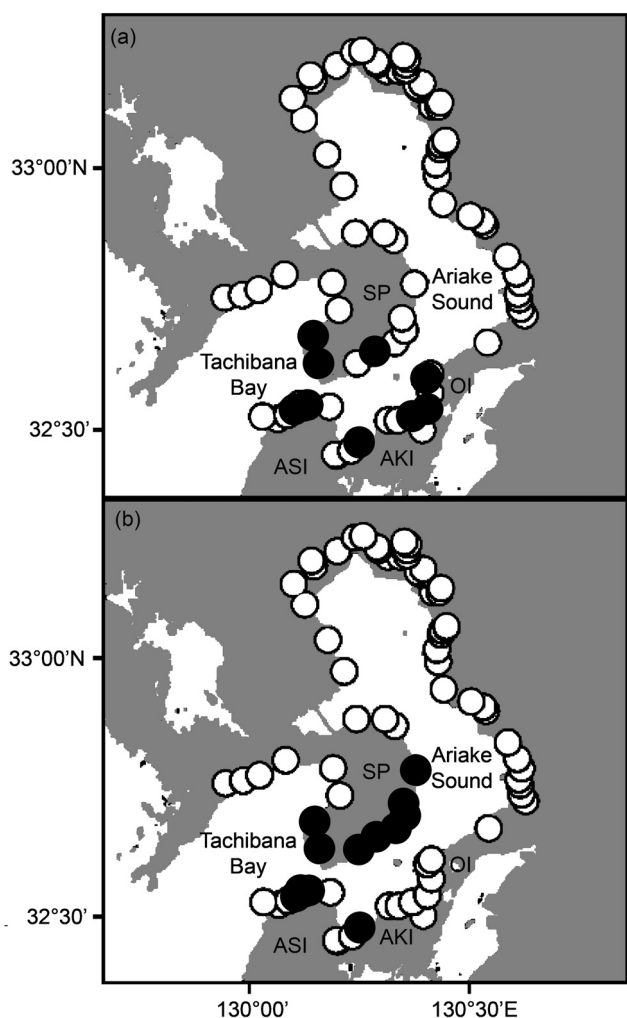 (a)
33°00’N
SP
Ariake
Sound
Tachibana
Bay
OI
32°30’
ASI
AKI
(b)
33°00’N
SP
Ariake
Sound
Tachibana
Bay
OI
32°30’
ASI
AKI
130°00’
130°30’E